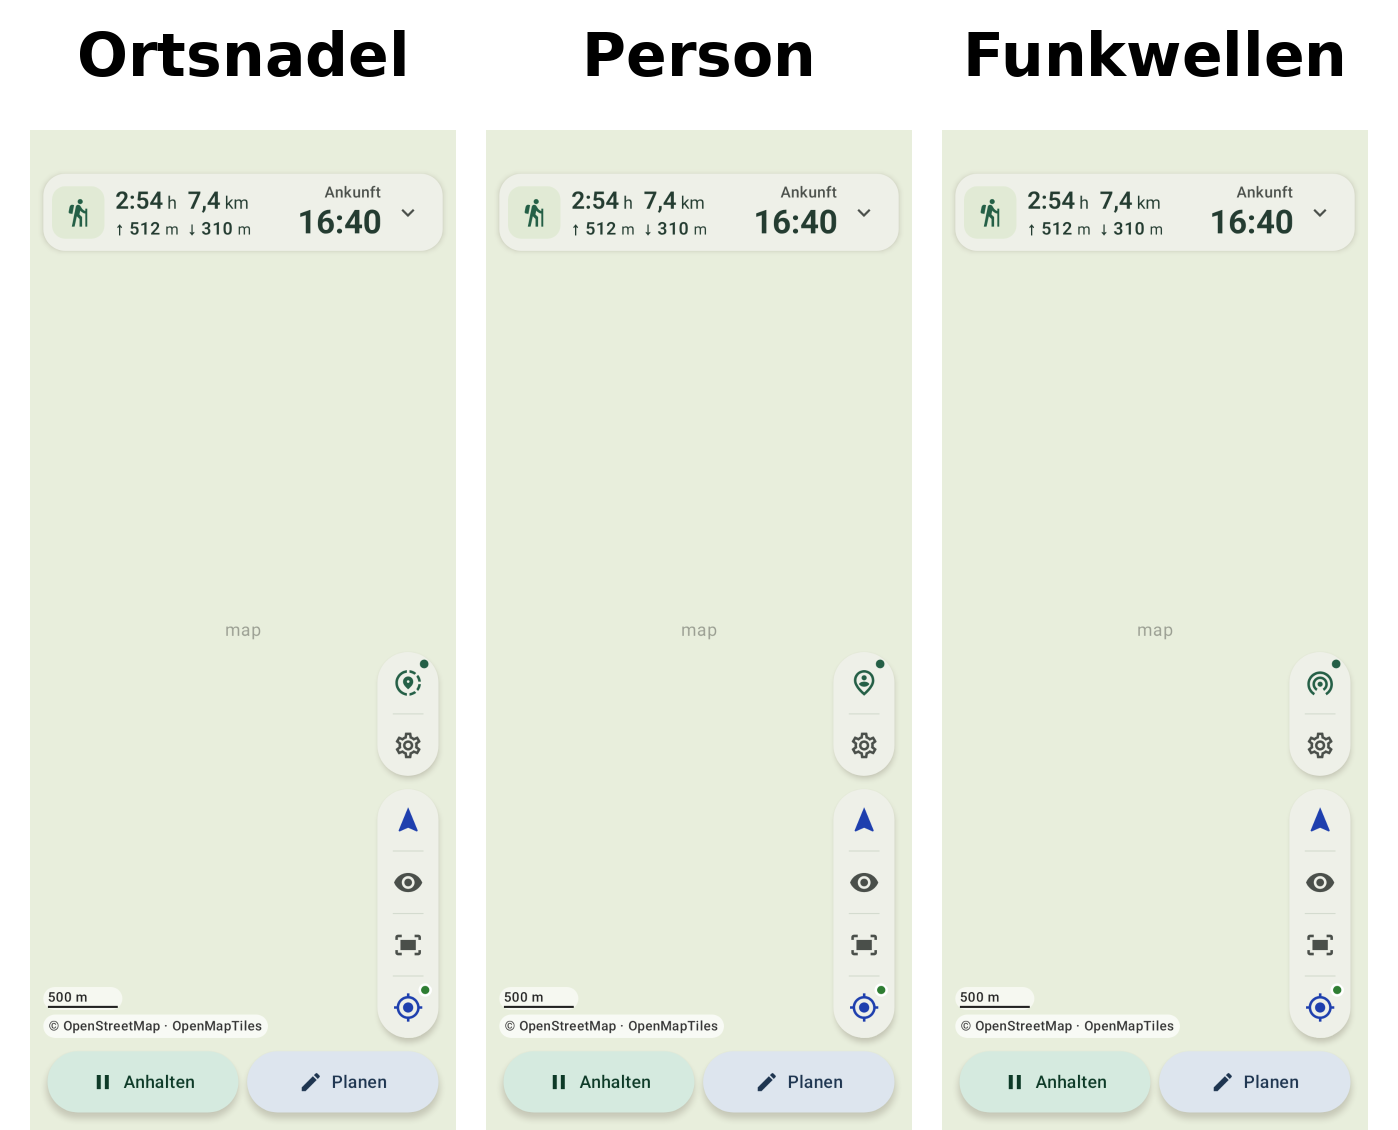 Ortsnadel
Person
Funkwellen
2:54 h 7,4 km
↑ 512 m ↓ 310 m
Ankunft
16:40
map
500 m
© OpenStreetMap · OpenMapTiles
Anhalten
Planen
2:54 h 7,4 km
↑ 512 m ↓ 310 m
Ankunft
16:40
map
500 m
© OpenStreetMap · OpenMapTiles
Anhalten
Planen
2:54 h 7,4 km
↑ 512 m ↓ 310 m
Ankunft
16:40
map
500 m
© OpenStreetMap · OpenMapTiles
Anhalten
Planen